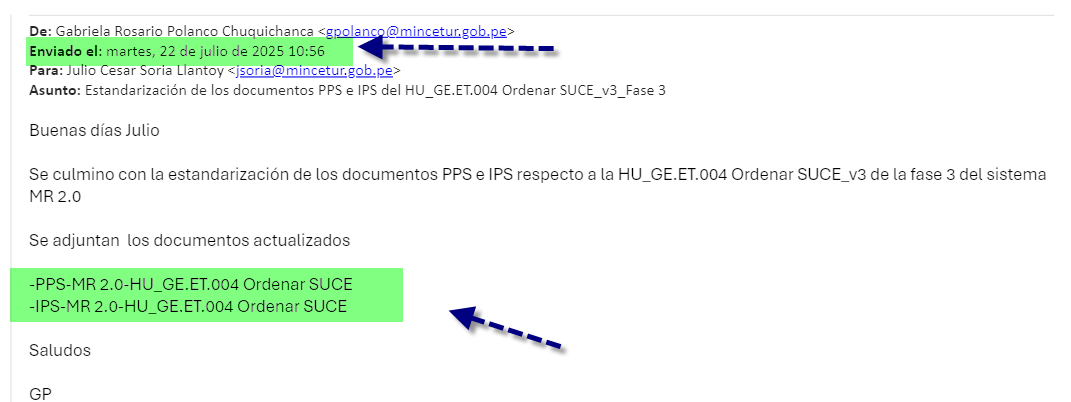 De: Gabriela Rosario Polanco Chuquichanca <gpolanco@mincetur.gob.pe>
Enviado el: martes, 22 de julio de 2025 10:56
Para: Julio Cesar Soria Llantoy <jsoria@mincetur.gob.pe>
Asunto: Estandarización de los documentos PPS e IPS del HU_GE.ET.004 Ordenar SUCE_v3_Fase 3
Buenas días Julio
Se culmino con la estandarización de los documentos PPS e IPS respecto a la HU_GE.ET.004 Ordenar SUCE_v3 de la fase 3 del sistema
MR 2.0
Se adjuntan los documentos actualizados
-PPS-MR 2.0-HU_GE.ET.004 Ordenar SUCE
-IPS-MR 2.0-HU_GE.ET.004 Ordenar SUCE
Saludos
GP